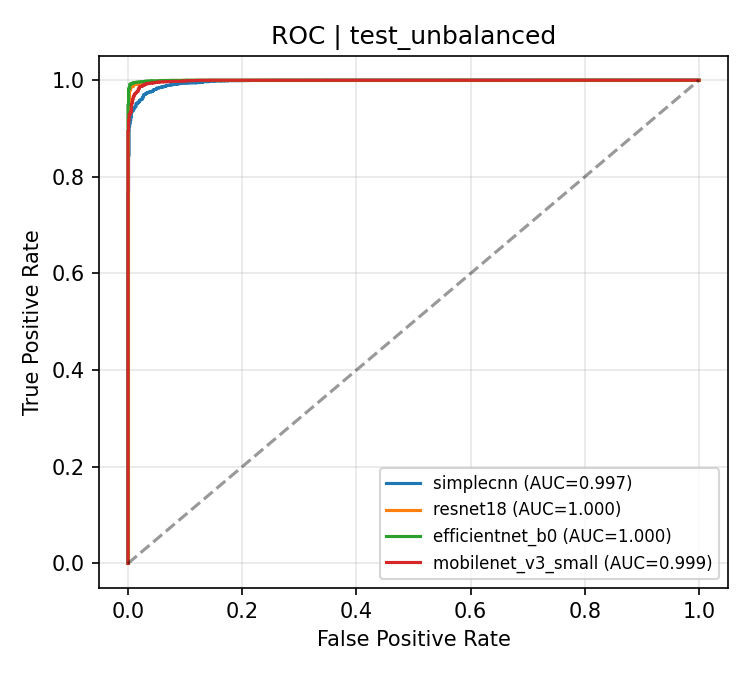 ROC | test_unbalanced
1.0
0.8
0.6
0.4
0.2
0.0
True Positive Rate
simplecnn (AUC=0.997)
resnet18 (AUC=1.000)
efficientnet_b0 (AUC=1.000)
mobilenet_v3_small (AUC=0.999)
0.0 0.2 0.4 0.6 0.8 1.0
False Positive Rate